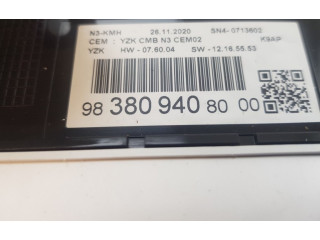 N3-KMH 26.11.2020 SN4-0713602
CEM : YZK CMB N3 CEM02 K9AP
YZK HW - 07.60.04 SW - 12.16.55.53
98 380 940 80 00